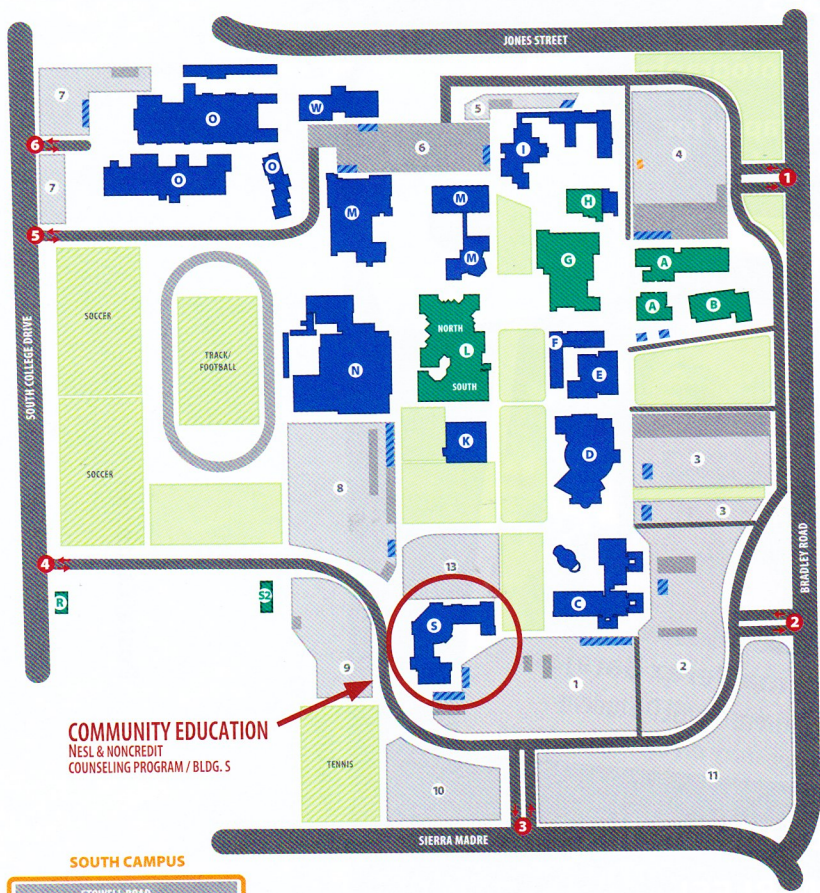 JONES STREET
7
W
O
5
6
I
4
6
O
O
1
7
M
M
H
5
M
G
A
A
B
SOUTH COLLEGE DRIVE
SOCCER
TRACK/
FOOTBALL
NORTH
L
SOUTH
F
E
N
K
D
3
SOCCER
8
3
BRADLEY ROAD
4
13
R
S2
S
C
2
9
1
2
COMMUNITY EDUCATION
NESL & NONCREDIT
COUNSELING PROGRAM / BLDG. S
TENNIS
10
11
3
SIERRA MADRE
SOUTH CAMPUS
STOWELL ROAD